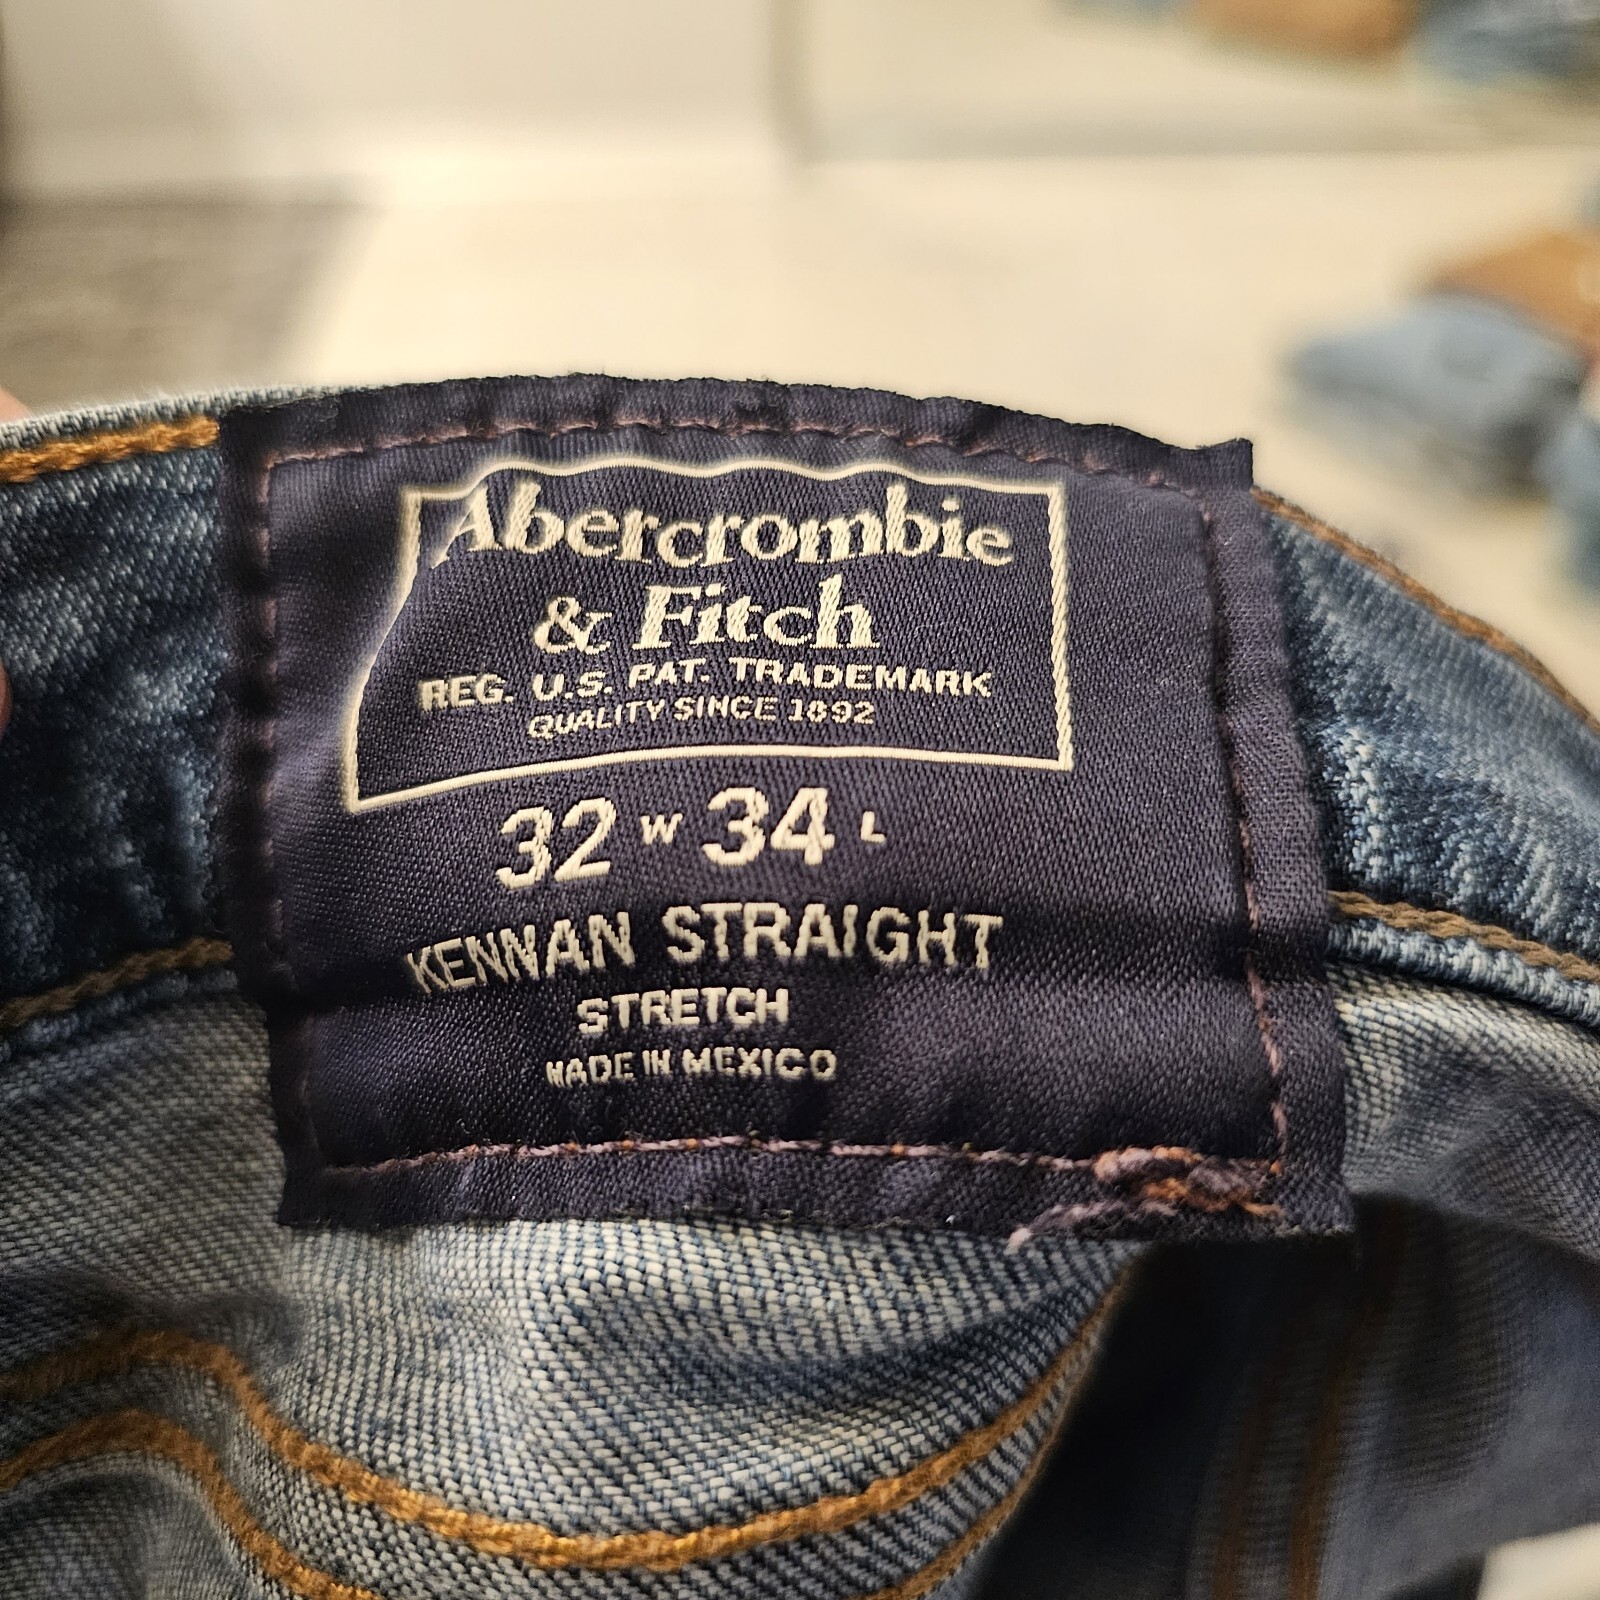 Abercrombie
& Fitch
REG. U.S. PAT. TRADEMARK
QUALITY SINCE 1892
32 W 34 L
KENNAN STRAIGHT
STRETCH
MADE IN MEXICO